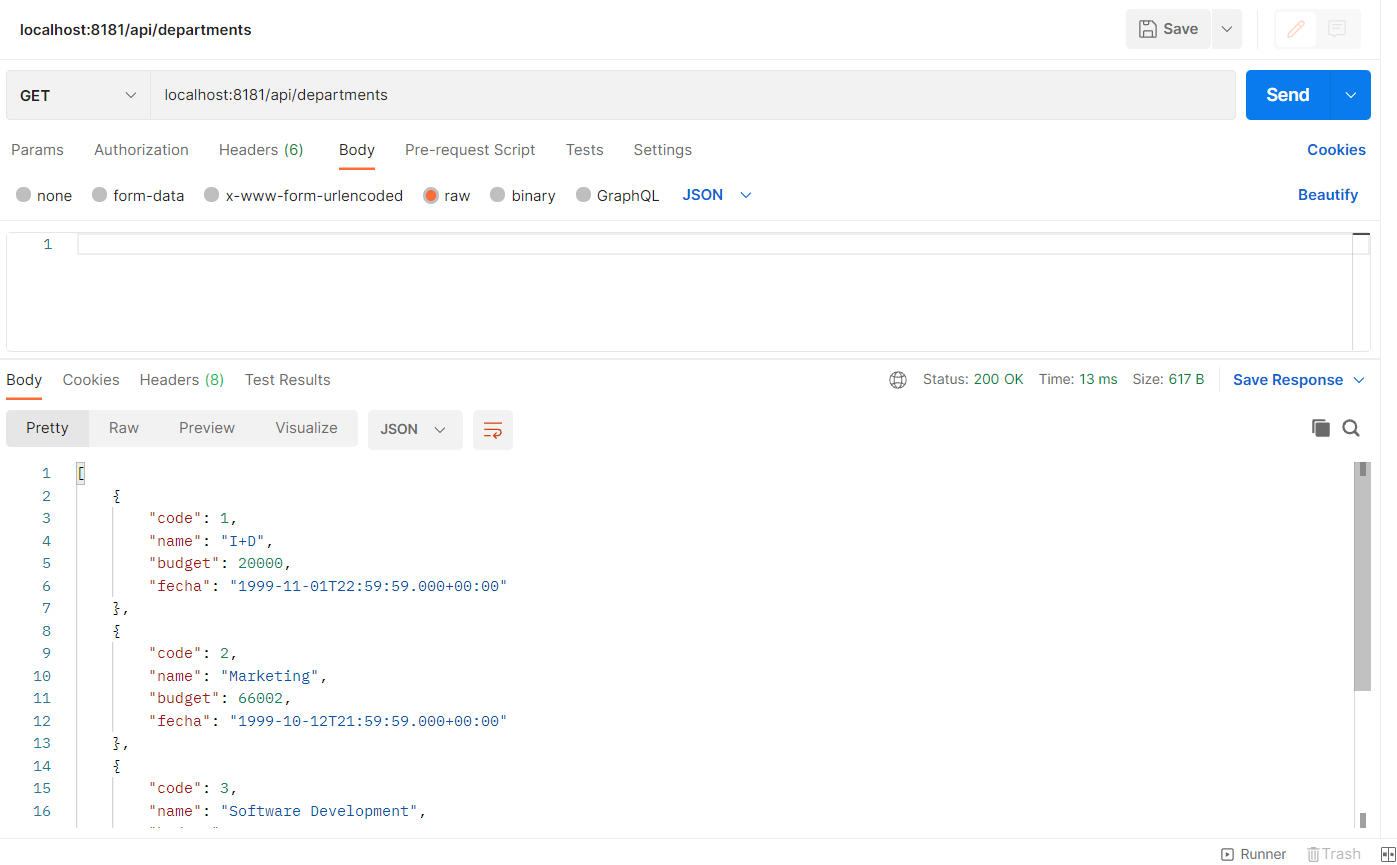 localhost:8181/api/departments
Save
GET localhost:8181/api/departments Send
Params Authorization Headers (6) Body Pre-request Script Tests Settings Cookies
none form-data x-www-form-urlencoded raw binary GraphQL JSON Beautify
1
Body Cookies Headers (8) Test Results Status: 200 OK Time: 13 ms Size: 617 B Save Response
Pretty Raw Preview Visualize JSON
1 [
2 {
3 "code": 1,
4 "name": "I+D",
5 "budget": 20000,
6 "fecha": "1999-11-01T22:59:59.000+00:00"
7 },
8 {
9 "code": 2,
10 "name": "Marketing",
11 "budget": 66002,
12 "fecha": "1999-10-12T21:59:59.000+00:00"
13 },
14 {
15 "code": 3,
16 "name": "Software Development",
Runner Trash